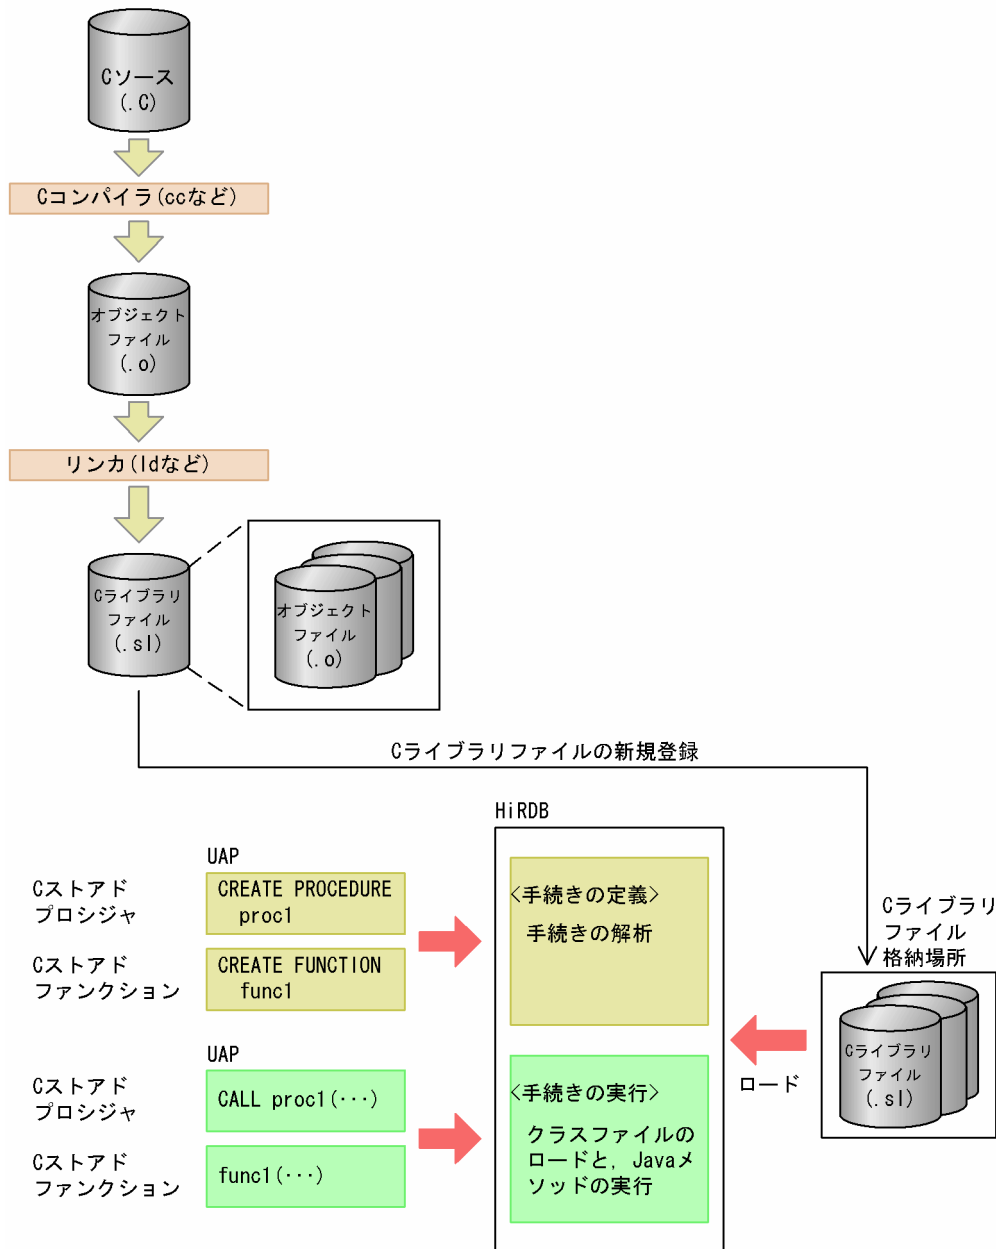 Cソース
(.C)
Cコンパイラ(ccなど)
オブジェクト
ファイル
(.o)
リンカ(ldなど)
Cライブラリ
ファイル
(.sl)
オブジェクト
ファイル
(.o)
Cライブラリファイルの新規登録
HiRDB
UAP
Cストアド
プロシジャ
CREATE PROCEDURE
proc1
Cストアド
ファンクション
CREATE FUNCTION
func1
<手続きの定義>
手続きの解析
Cライブラリ
ファイル
格納場所
Cライブラリ
ファイル
(.sl)
ロード
UAP
Cストアド
プロシジャ
CALL proc1(···)
Cストアド
ファンクション
func1(···)
<手続きの実行>
クラスファイルの
ロードと,Javaメ
ソッドの実行